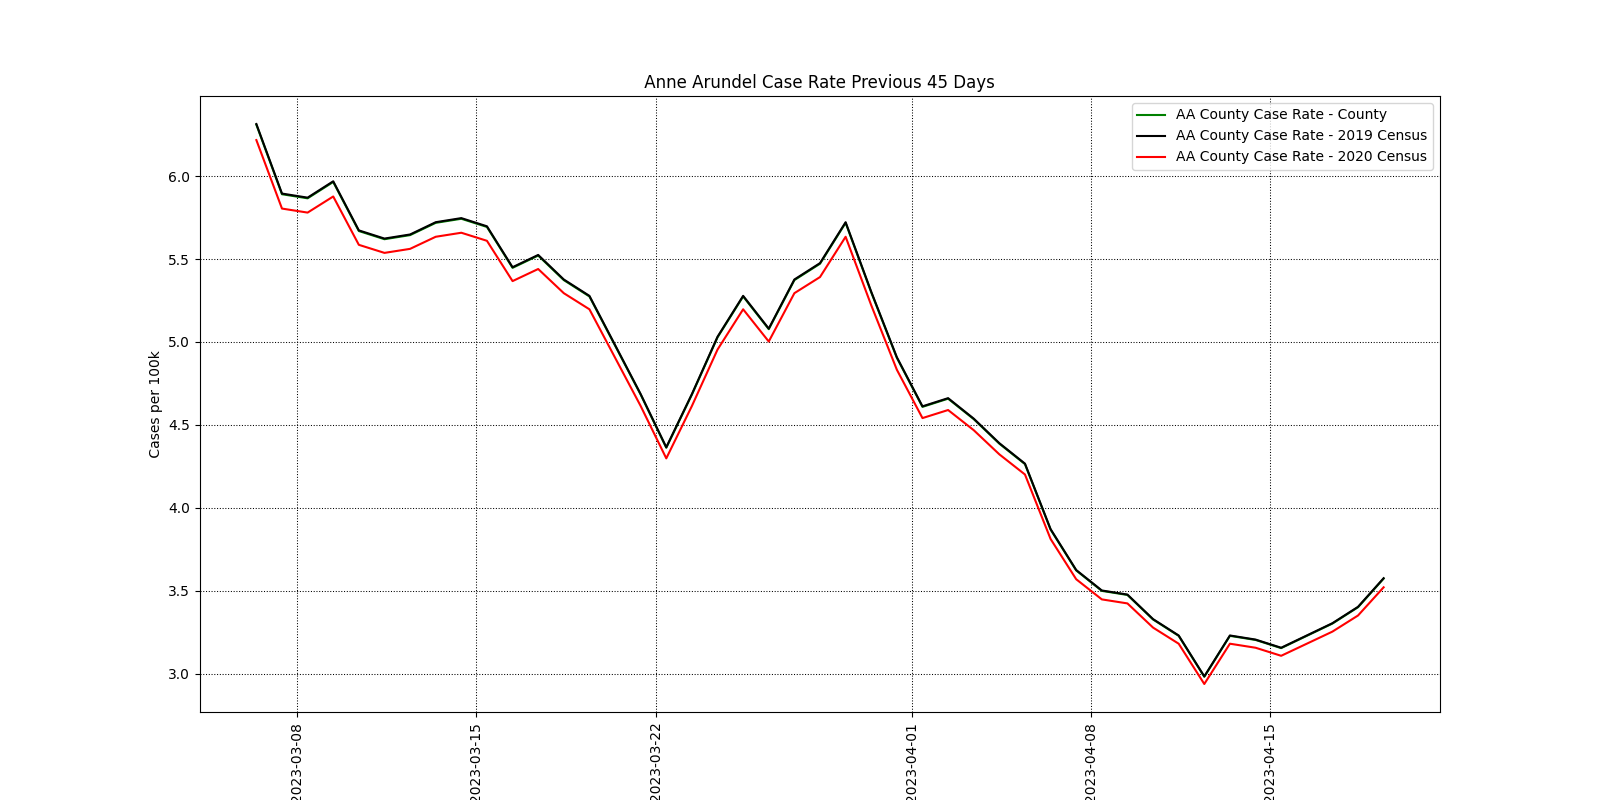 Anne Arundel Case Rate Previous 45 Days
AA County Case Rate - County
AA County Case Rate - 2019 Census
AA County Case Rate - 2020 Census
Cases per 100k
6.0
5.5
5.0
4.5
4.0
3.5
3.0
2023-03-08
2023-03-15
2023-03-22
2023-04-01
2023-04-08
2023-04-15